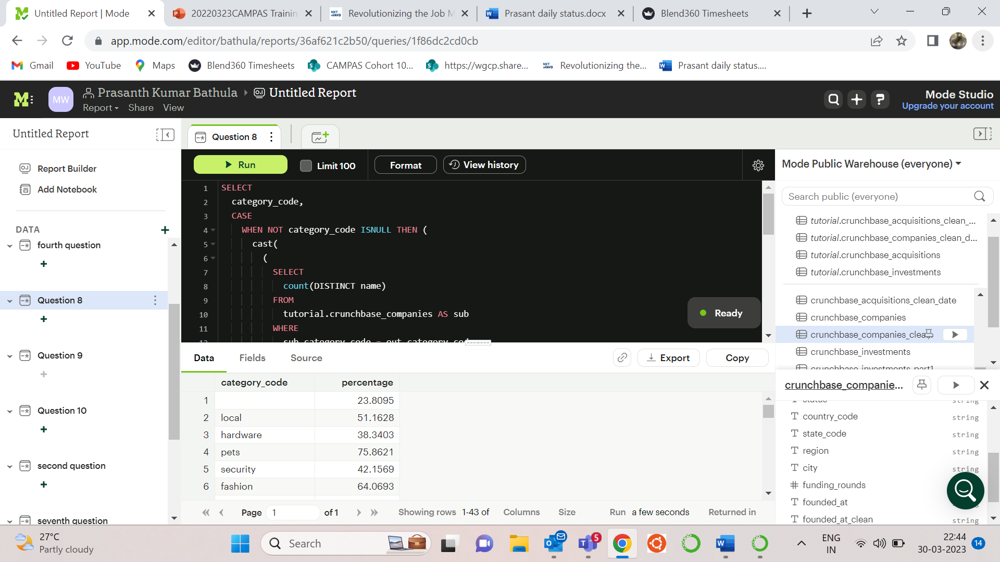 Untitled Report | Mode
20220323CAMPAS Trainin
NXT WAVE
Revolutionizing the Job M
Prasant daily status.docx
Blend360 Timesheets
app.mode.com/editor/bathula/reports/36af621c2b50/queries/1f86dc2cd0cb
Gmail
YouTube
Maps
Blend360 Timesheets
CAMPAS Cohort 10...
https://wgcp.share...
NXT WAVE
Revolutionizing the...
Prasant daily status....
MW
Prasanth Kumar Bathula
Untitled Report
Report
Share
View
Mode Studio
Upgrade your account
Untitled Report
Report Builder
Add Notebook
DATA
fourth question
Question 8
Question 9
Question 10
second question
seventh question
Question 8
Run
Limit 100
Format
View history
1 SELECT
2 category_code,
3 CASE
4 WHEN NOT category_code ISNULL THEN (
5 cast(
6 (
7 SELECT
8 count(DISTINCT name)
9 FROM
10 tutorial.crunchbase_companies AS sub
11 WHERE
12 sub.category_code = out.category_code
Ready
Data
Fields
Source
Export
Copy
category_code percentage
1 23.8095
2 local 51.1628
3 hardware 38.3403
4 pets 75.8621
5 security 42.1569
6 fashion 64.0693
Page 1 of 1
Showing rows 1-43 of
Columns
Size
Run a few seconds
Returned in
Mode Public Warehouse (everyone)
Search public (everyone)
tutorial.crunchbase_acquisitions_clean_...
tutorial.crunchbase_companies_clean_d...
tutorial.crunchbase_acquisitions
tutorial.crunchbase_investments
crunchbase_acquisitions_clean_date
crunchbase_companies
crunchbase_companies_clean
crunchbase_investments
crunchbase_investments_part1
crunchbase_companie...
status string
country_code string
state_code string
region string
city string
funding_rounds
founded_at
founded_at_clean string
27°C
Partly cloudy
Search
5
ENG
IN
22:44
30-03-2023
14